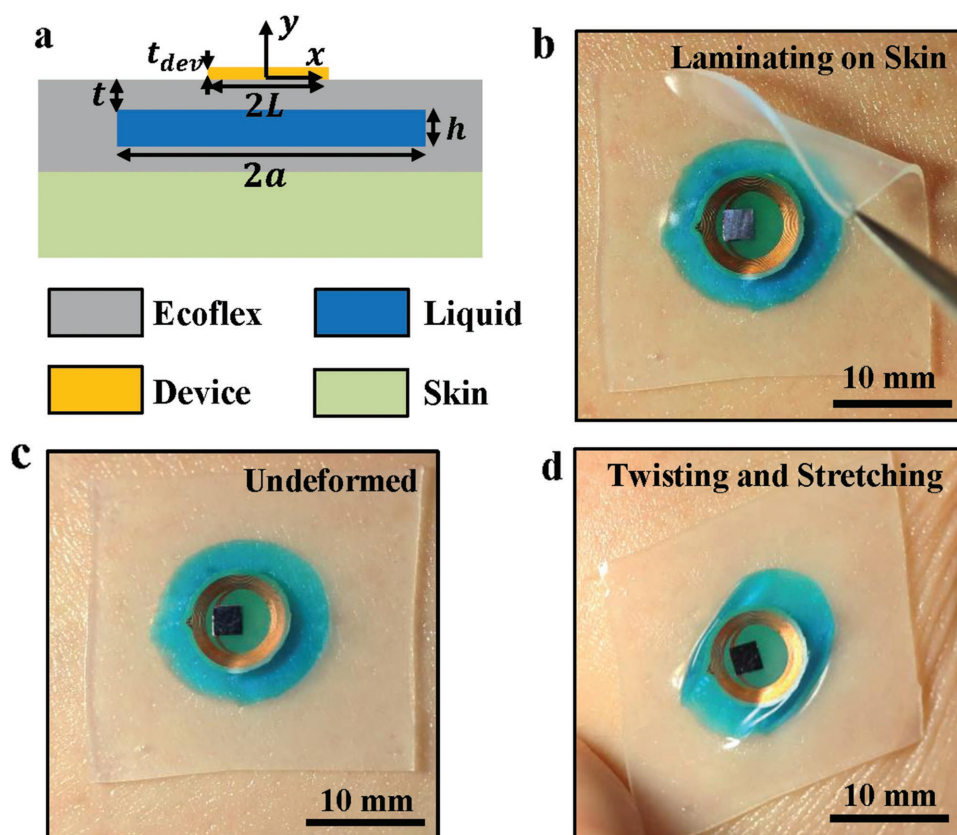 a
y
x
t_dev
t
2L
h
2a
Ecoflex
Liquid
Device
Skin
b
Laminating on Skin
10 mm
c
Undeformed
10 mm
d
Twisting and Stretching
10 mm